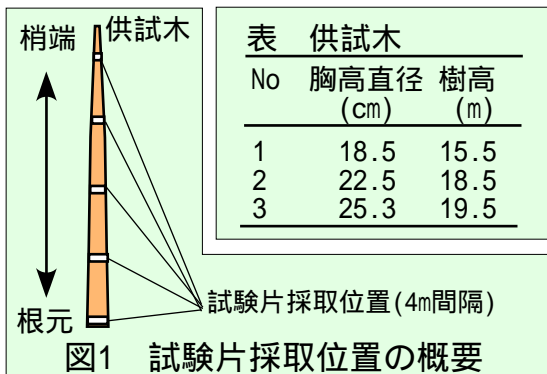 梢端
供試木
根元
試験片採取位置(4m間隔)
図1 試験片採取位置の概要
表 供試木
No 胸高直径 樹高
(cm) (m)
1 18.5 15.5
2 22.5 18.5
3 25.3 19.5